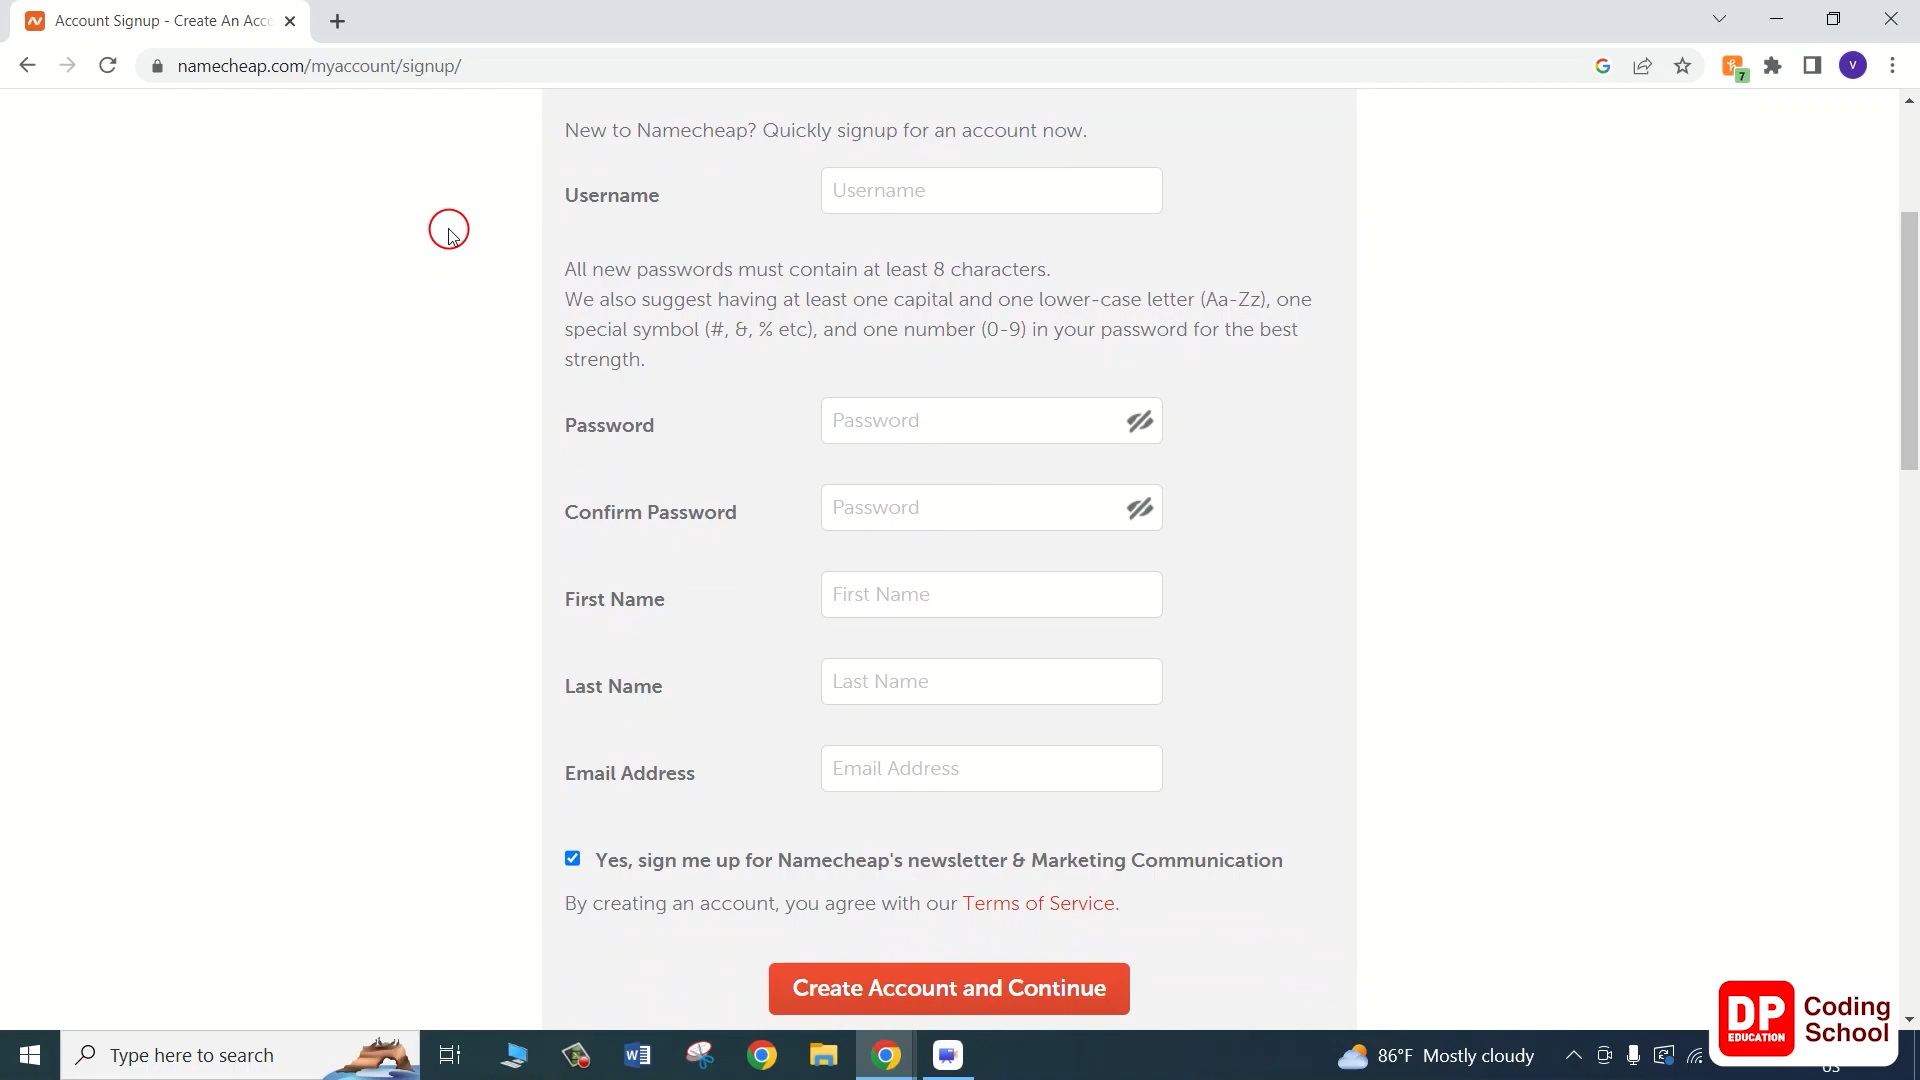 Account Signup - Create An Acco
namecheap.com/myaccount/signup/
7
V
New to Namecheap? Quickly signup for an account now.
Username
Username
All new passwords must contain at least 8 characters.
We also suggest having at least one capital and one lower-case letter (Aa-Zz), one
special symbol (#, &, % etc), and one number (0-9) in your password for the best
strength.
Password
Password
Confirm Password
Password
First Name
First Name
Last Name
Last Name
Email Address
Email Address
Yes, sign me up for Namecheap's newsletter & Marketing Communication
By creating an account, you agree with our Terms of Service.
Create Account and Continue
DP
EDUCATION
Coding
School
Type here to search
86°F Mostly cloudy